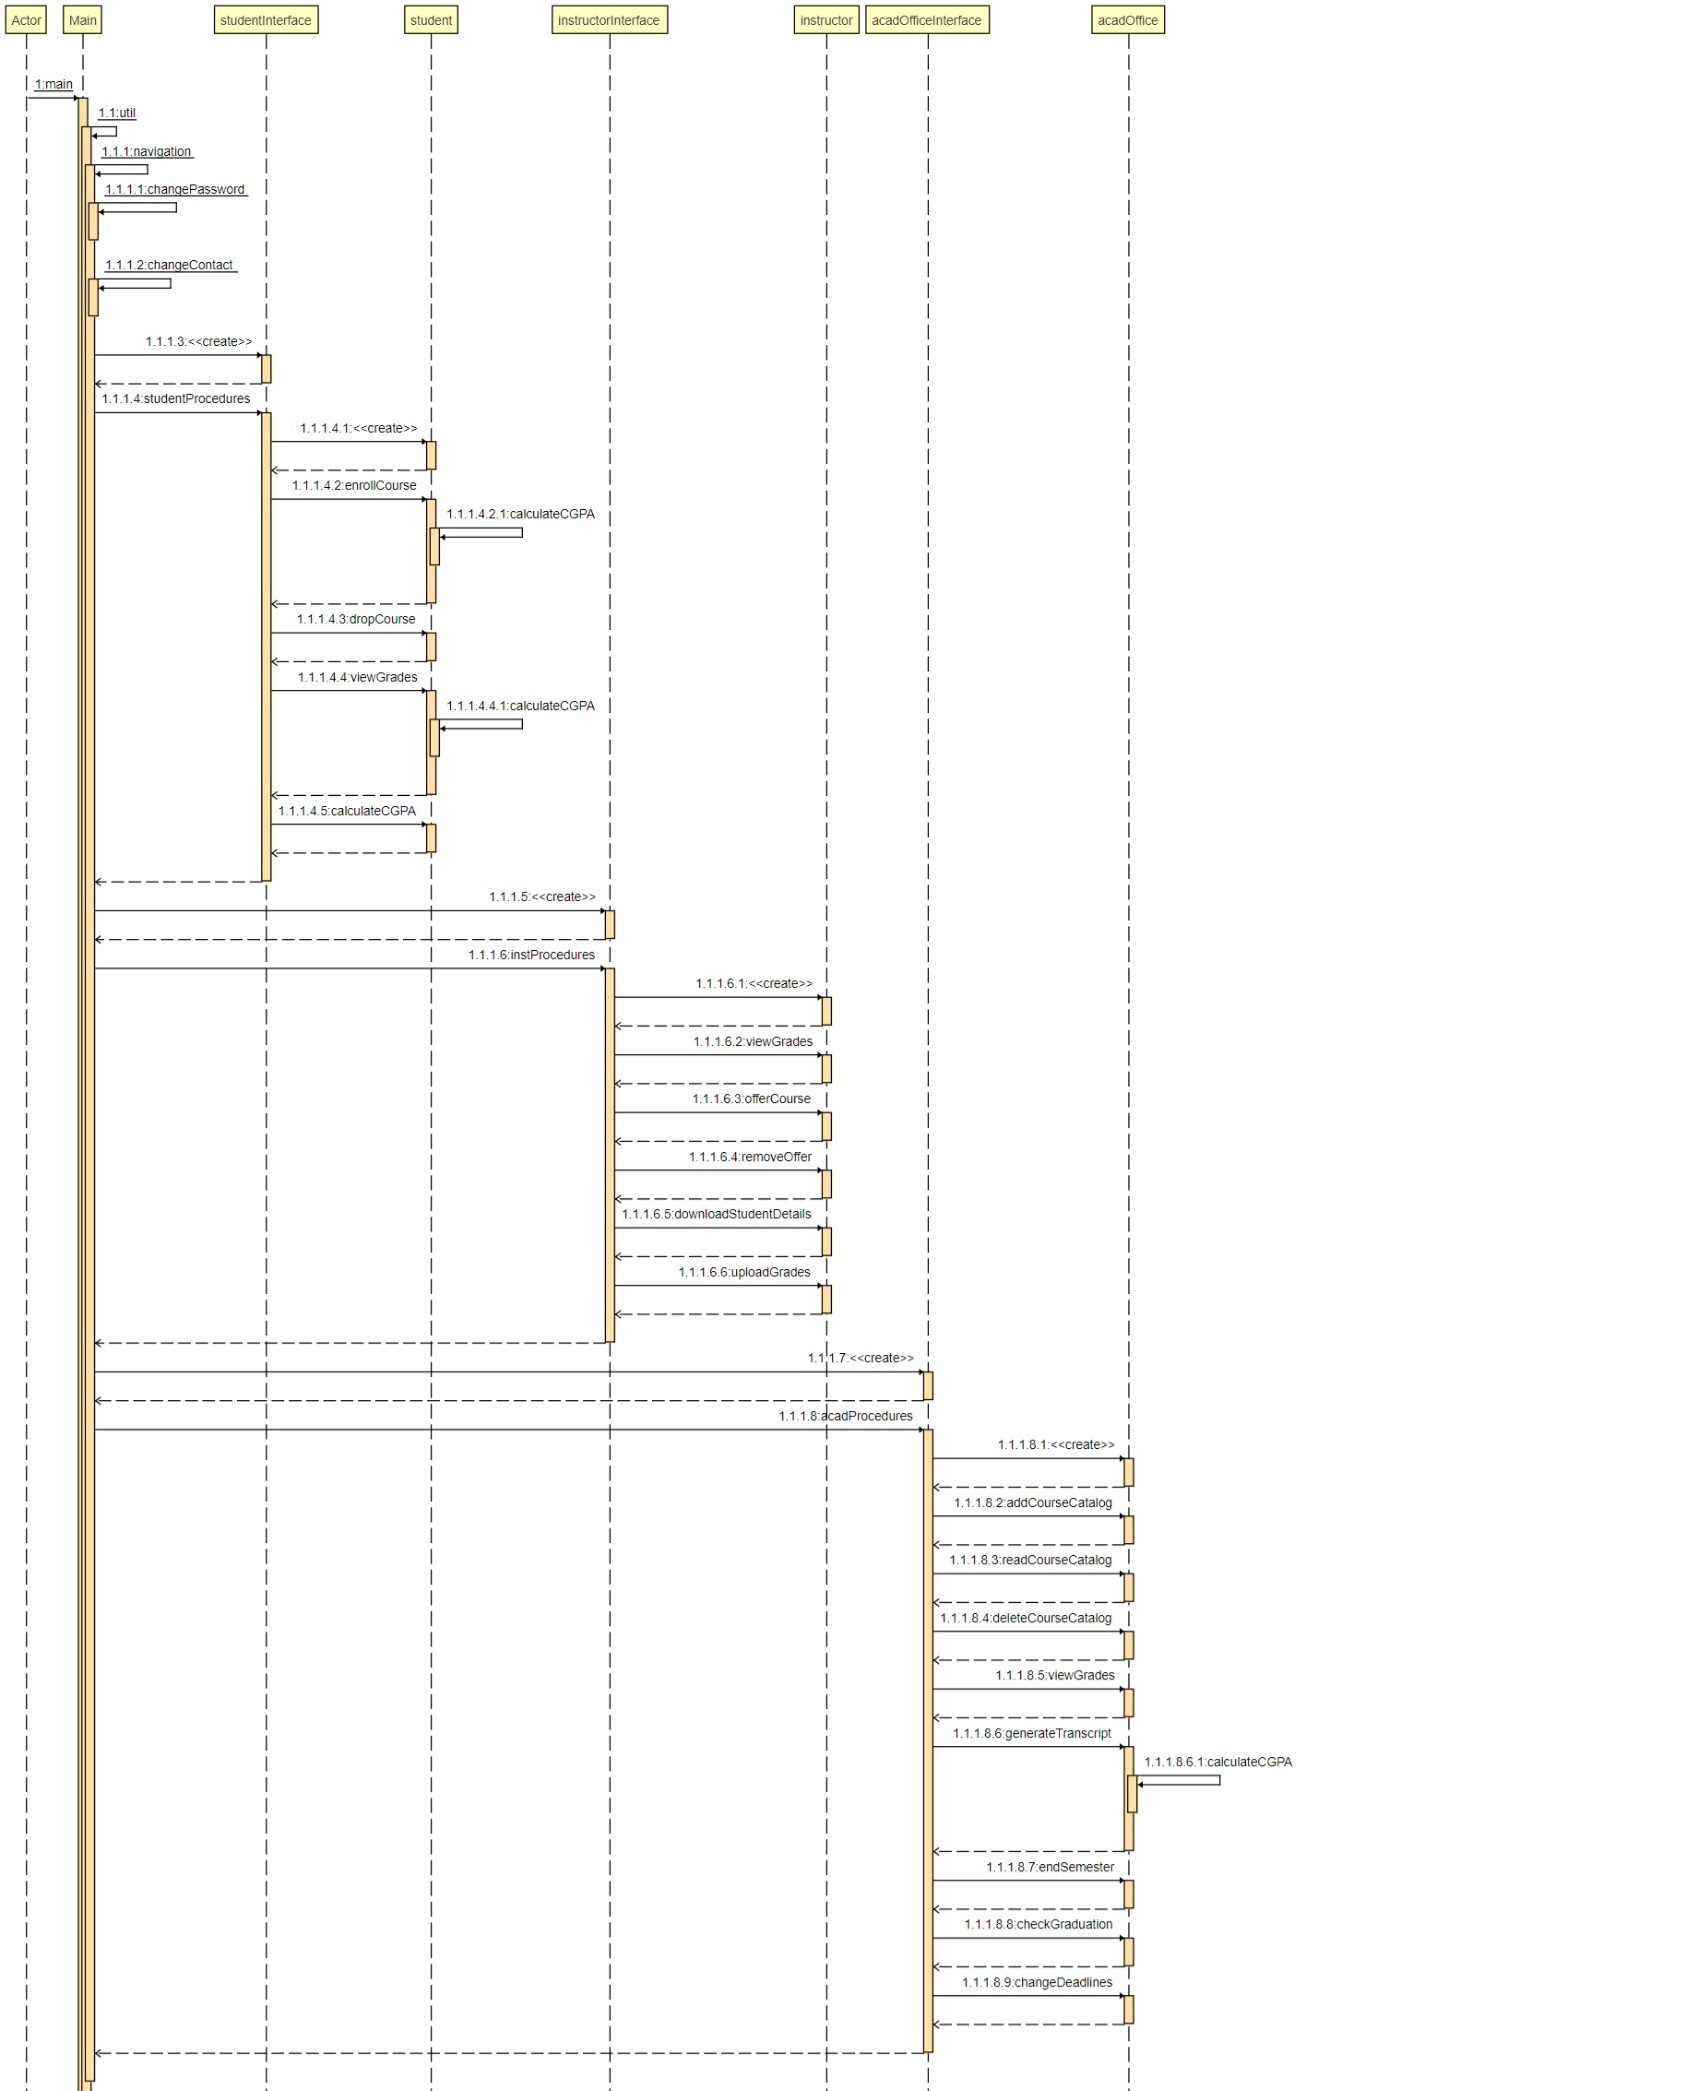 Actor
Main
studentInterface
student
instructorInterface
instructor
acadOfficeInterface
acadOffice
1:main
1.1:util
1.1.1:navigation
1.1.1.1:changePassword
1.1.1.2:changeContact
1.1.1.3:<<create>>
1.1.1.4:studentProcedures
1.1.1.4.1:<<create>>
1.1.1.4.2:enrollCourse
1.1.1.4.2.1:calculateCGPA
1.1.1.4.3:dropCourse
1.1.1.4.4:viewGrades
1.1.1.4.4.1:calculateCGPA
1.1.1.4.5:calculateCGPA
1.1.1.5:<<create>>
1.1.1.6:instProcedures
1.1.1.6.1:<<create>>
1.1.1.6.2:viewGrades
1.1.1.6.3:offerCourse
1.1.1.6.4:removeOffer
1.1.1.6.5:downloadStudentDetails
1.1.1.6.6:uploadGrades
1.1.1.7:<<create>>
1.1.1.8:acadProcedures
1.1.1.8.1:<<create>>
1.1.1.8.2:addCourseCatalog
1.1.1.8.3:readCourseCatalog
1.1.1.8.4:deleteCourseCatalog
1.1.1.8.5:viewGrades
1.1.1.8.6:generateTranscript
1.1.1.8.6.1:calculateCGPA
1.1.1.8.7:endSemester
1.1.1.8.8:checkGraduation
1.1.1.8.9:changeDeadlines